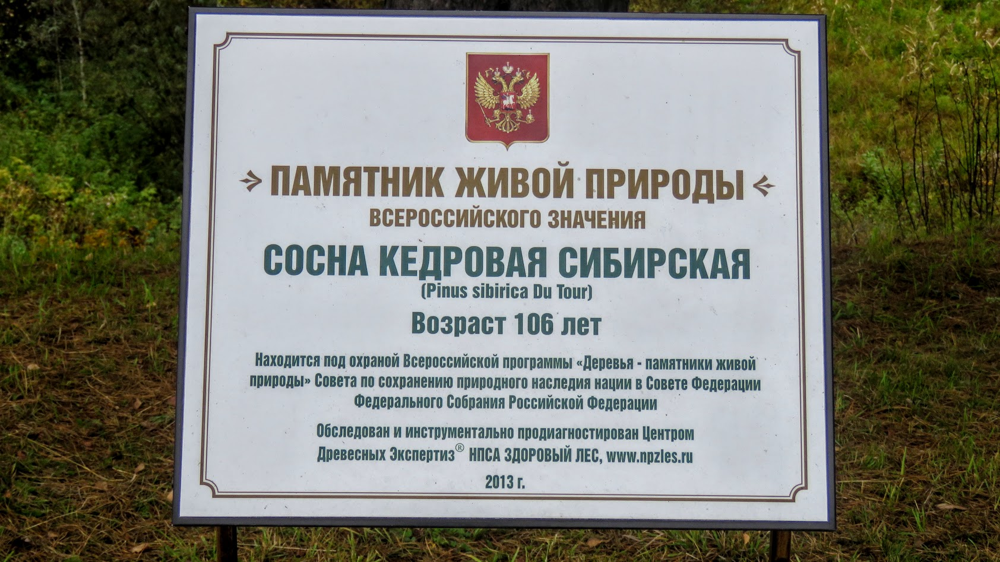 ПАМЯТНИК ЖИВОЙ ПРИРОДЫ
ВСЕРОССИЙСКОГО ЗНАЧЕНИЯ
СОСНА КЕДРОВАЯ СИБИРСКАЯ
(Pinus sibirica Du Tour)
Возраст 106 лет
Находится под охраной Всероссийской программы «Деревья - памятники живой
природы» Совета по сохранению природного наследия нации в Совете Федерации
Федерального Собрания Российской Федерации
Обследован и инструментально продиагностирован Центром
Древесных Экспертиз® НПСА ЗДОРОВЫЙ ЛЕС, www.npzles.ru
2013 г.